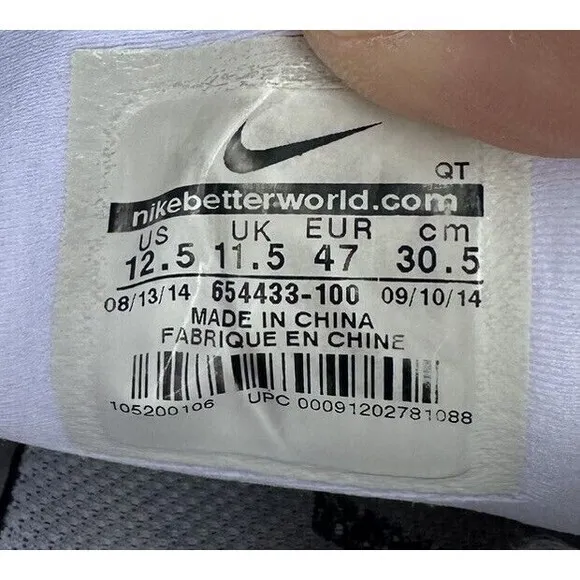 QT
nikebetterworld.com
US UK EUR cm
12.5 11.5 47 30.5
08/13/14 654433-100 09/10/14
MADE IN CHINA
FABRIQUE EN CHINE
105200106 UPC 00091202781088